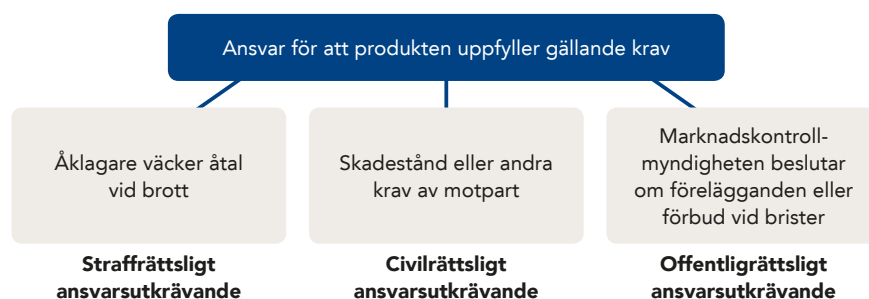 Ansvar för att produkten uppfyller gällande krav
Åklagare väcker åtal
vid brott
Straffrättsligt
ansvarsutkrävande
Skadestånd eller andra
krav av motpart
Civilrättsligt
ansvarsutkrävande
Marknadskontroll-
myndigheten beslutar
om förelägganden eller
förbud vid brister
Offentligrättsligt
ansvarsutkrävande